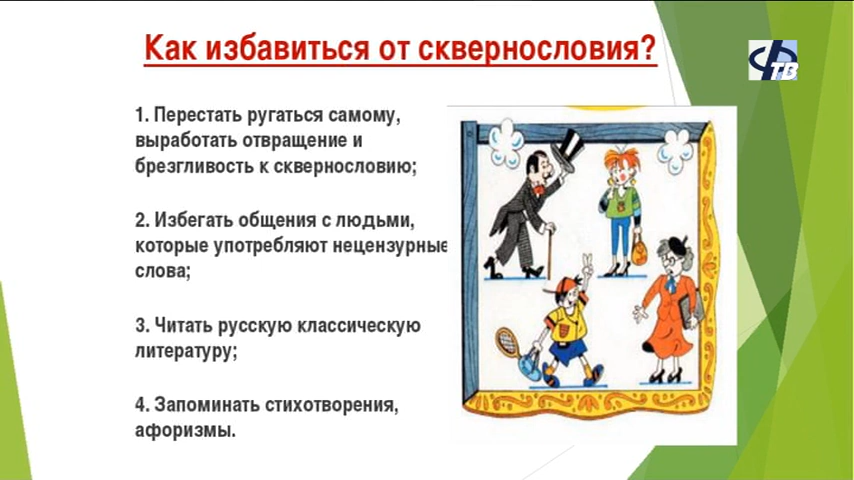 Как избавиться от сквернословия?
ФТВ
1. Перестать ругаться самому,
выработать отвращение и
брезгливость к сквернословию;
2. Избегать общения с людьми,
которые употребляют нецензурные
слова;
3. Читать русскую классическую
литературу;
4. Запоминать стихотворения,
афоризмы.